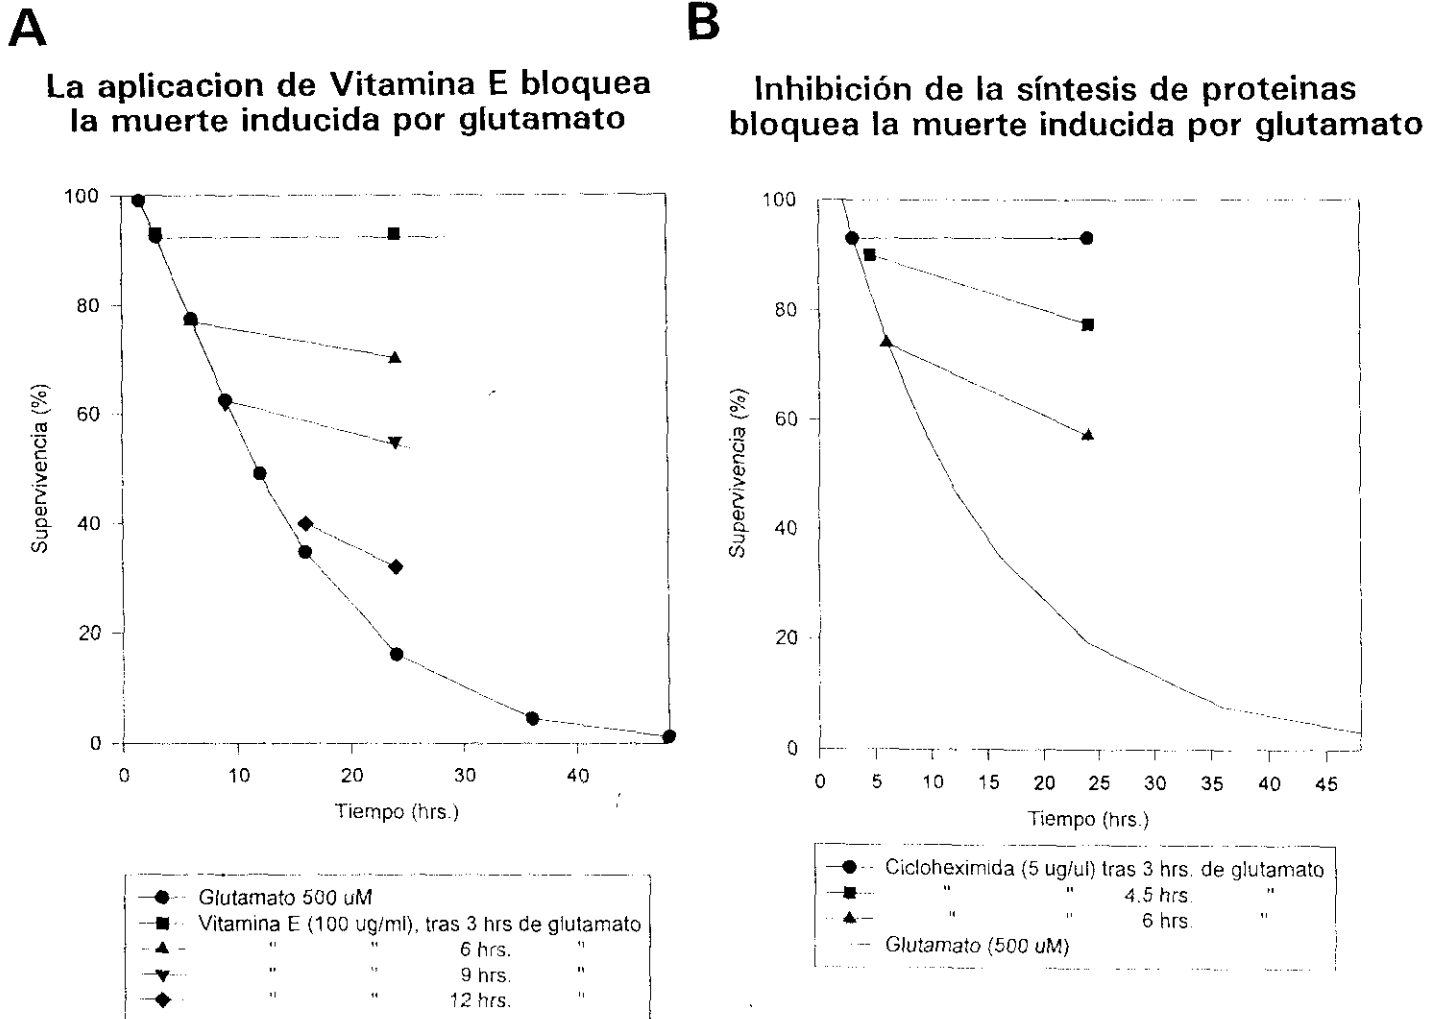 A
La aplicacion de Vitamina E bloquea
la muerte inducida por glutamato
100
80
60
40
20
0
Supervivencia (%)
0 10 20 30 40
Tiempo (hrs.)
Glutamato 500 uM
Vitamina E (100 ug/ml), tras 3 hrs de glutamato
" " 6 hrs. "
" " 9 hrs. "
" " 12 hrs. "
B
Inhibición de la síntesis de proteinas
bloquea la muerte inducida por glutamato
100
80
60
40
20
0
Supervivencia (%)
0 5 10 15 20 25 30 35 40 45
Tiempo (hrs.)
Cicloheximida (5 ug/ul) tras 3 hrs. de glutamato
" " 4.5 hrs. "
" " 6 hrs. "
Glutamato (500 uM)